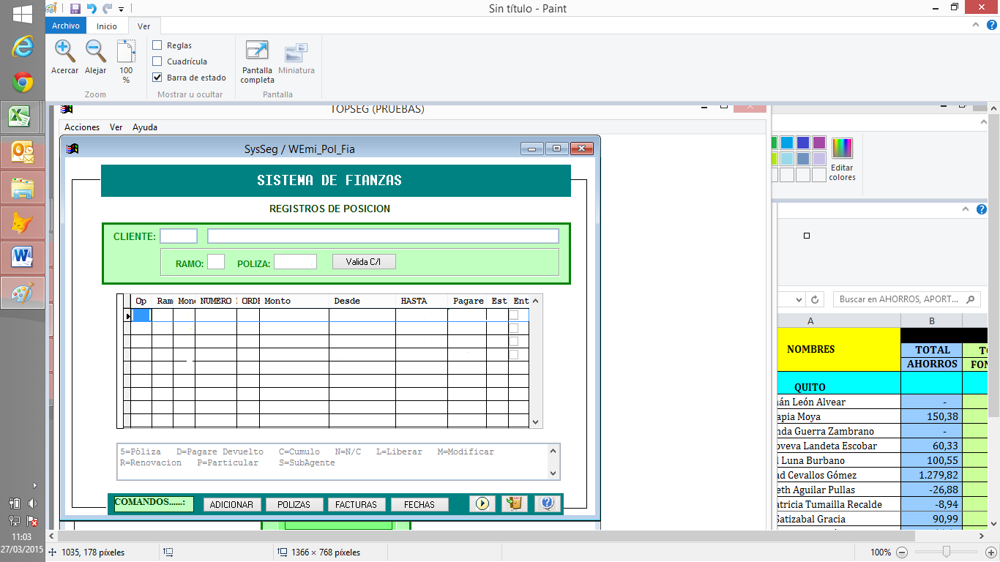 Sin título - Paint
Archivo Inicio Ver
Acercar Alejar 100 %
Zoom
Reglas
Cuadrícula
Barra de estado
Mostrar u ocultar
Pantalla completa
Miniatura
Pantalla
TOPSEG (PRUEBAS)
Acciones Ver Ayuda
SysSeg / WEmi_Pol_Fia
SISTEMA DE FIANZAS
REGISTROS DE POSICION
CLIENTE:
RAMO: POLIZA: Valida C/I
Op Ram Mone NUMERO ORDE Monto Desde HASTA Pagare Est Ent
5=Póliza D=Pagare Devuelto C=Cumulo N=N/C L=Liberar M=Modificar
R=Renovacion P=Particular S=SubAgente
COMANDOS......: ADICIONAR POLIZAS FACTURAS FECHAS
Editar colores
Buscar en AHORROS, APORT...
A B
NOMBRES TOTAL AHORROS
FON
QUITO
án León Alvear -
apia Moya 150,38
nda Guerra Zambrano -
oveva Landeta Escobar 60,33
l Luna Burbano 100,55
ad Cevallos Gómez 1.279,82
eth Aguilar Pullas -26,88
atricia Tumailla Recalde -8,94
Satizabal Gracia 90,99
11:03
27/03/2015
1035, 178 píxeles
1366 × 768 píxeles
100%